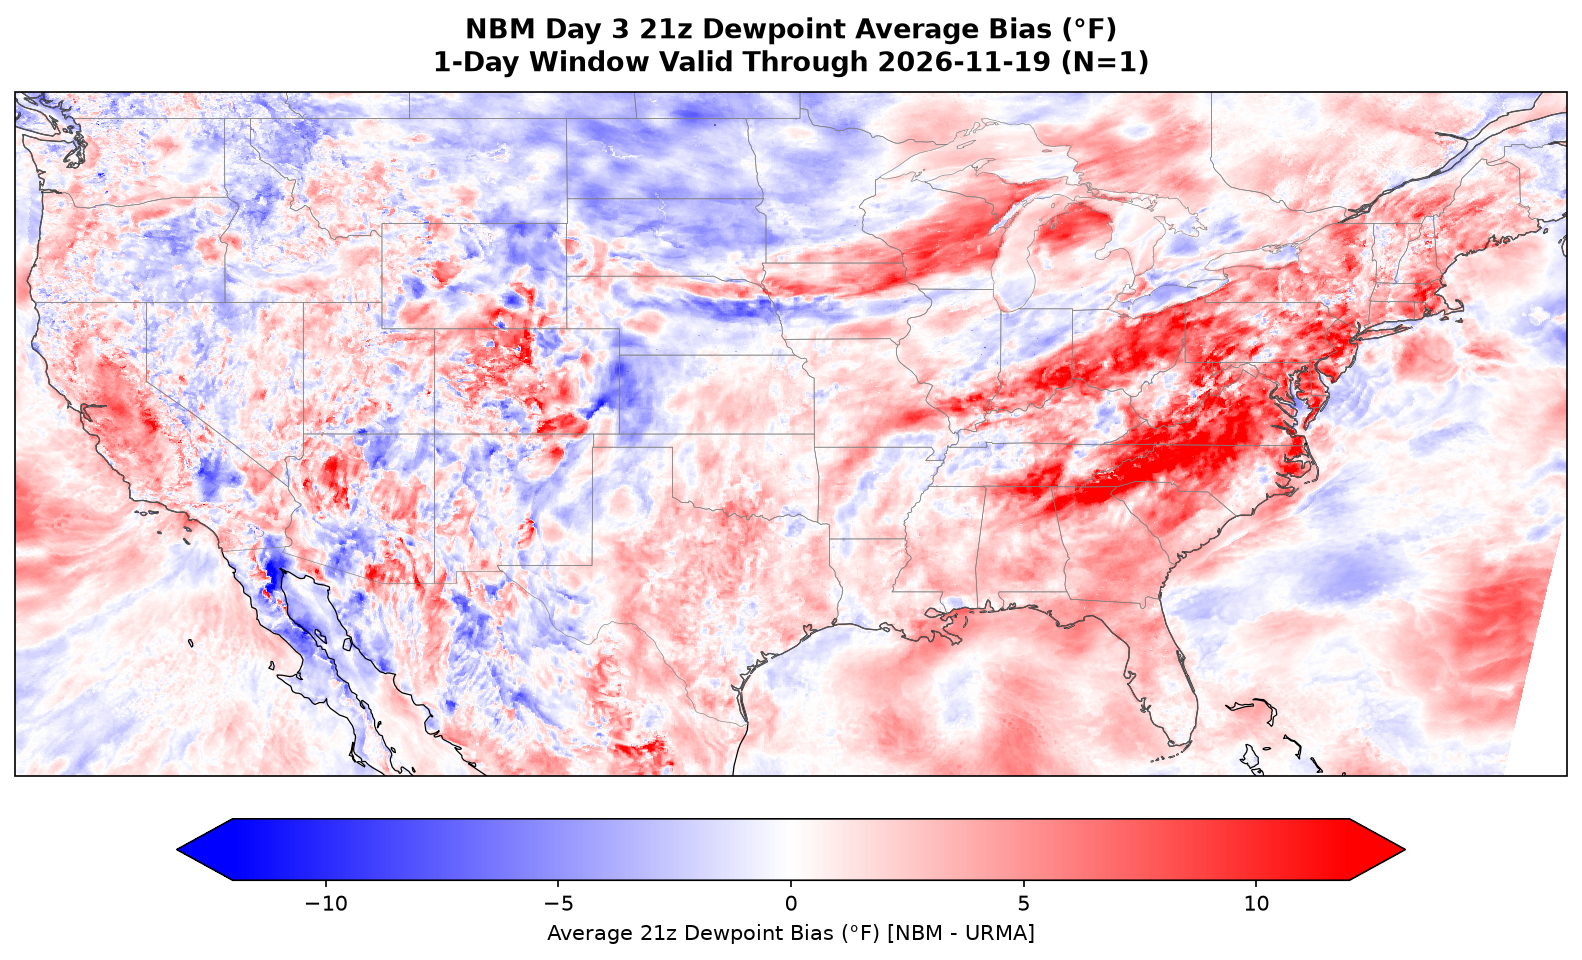 NBM Day 3 21z Dewpoint Average Bias (°F)
1-Day Window Valid Through 2026-11-19 (N=1)
−10 −5 0 5 10
Average 21z Dewpoint Bias (°F) [NBM - URMA]